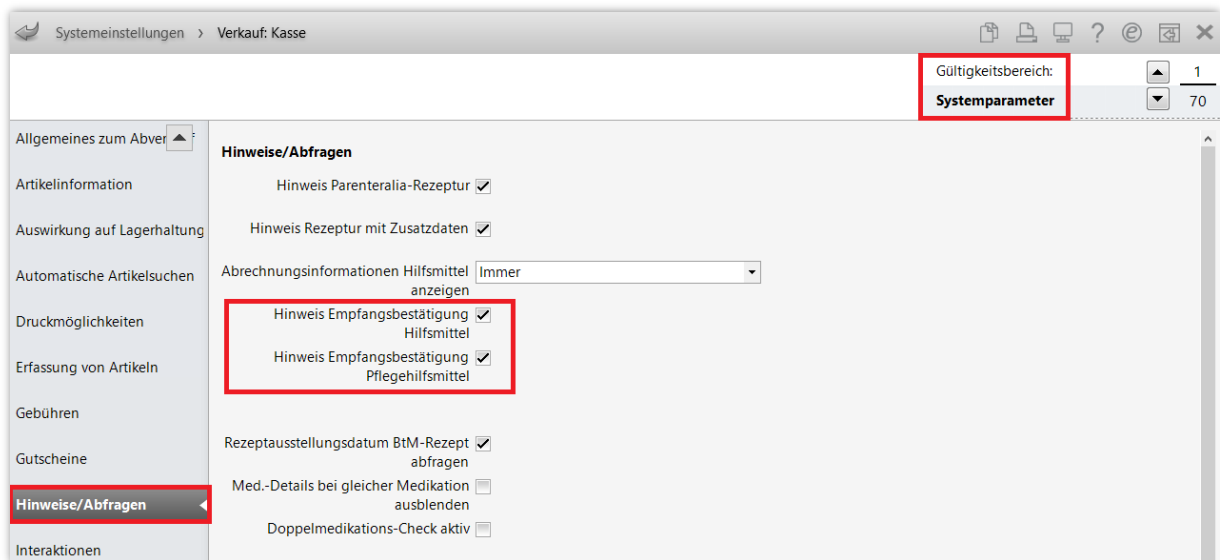 Systemeinstellungen › Verkauf: Kasse
?
e
Gültigkeitsbereich:
1
Systemparameter
70
Allgemeines zum Abver
Artikelinformation
Auswirkung auf Lagerhaltung
Automatische Artikelsuchen
Druckmöglichkeiten
Erfassung von Artikeln
Gebühren
Gutscheine
Hinweise/Abfragen
Interaktionen
Hinweise/Abfragen
Hinweis Parenteralia-Rezeptur
Hinweis Rezeptur mit Zusatzdaten
Abrechnungsinformationen Hilfsmittel Immer
anzeigen
Hinweis Empfangsbestätigung
Hilfsmittel
Hinweis Empfangsbestätigung
Pflegehilfsmittel
Rezeptausstellungsdatum BtM-Rezept
abfragen
Med.-Details bei gleicher Medikation
ausblenden
Doppelmedikations-Check aktiv